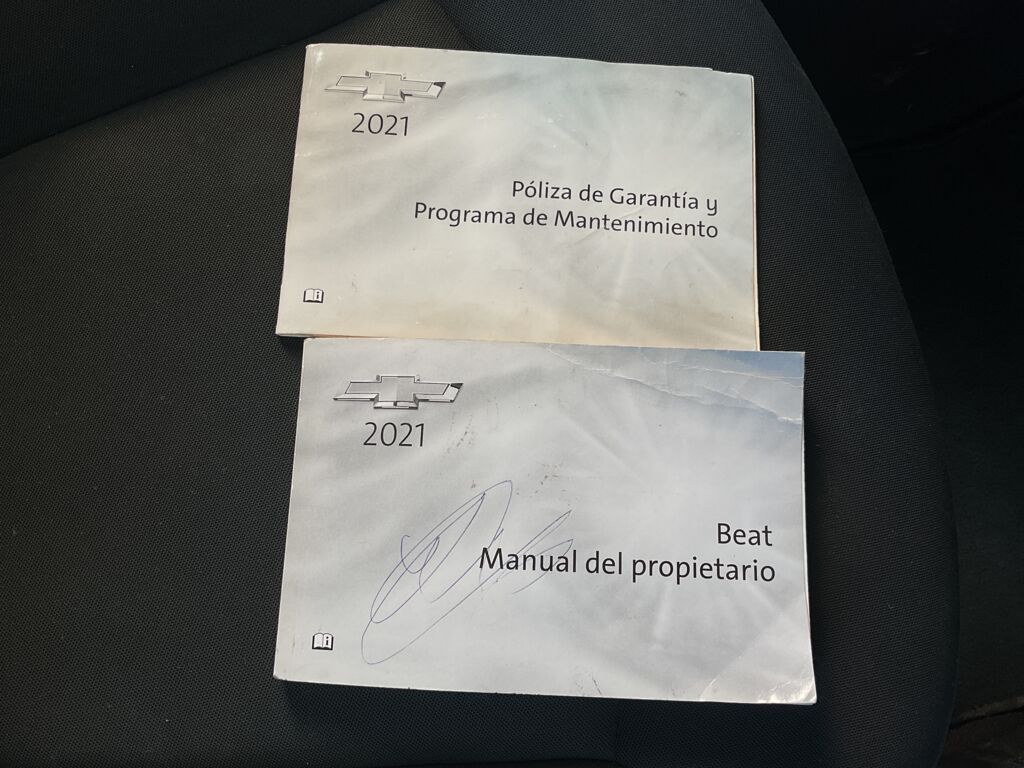 2021
Póliza de Garantía y
Programa de Mantenimiento
2021
Beat
Manual del propietario